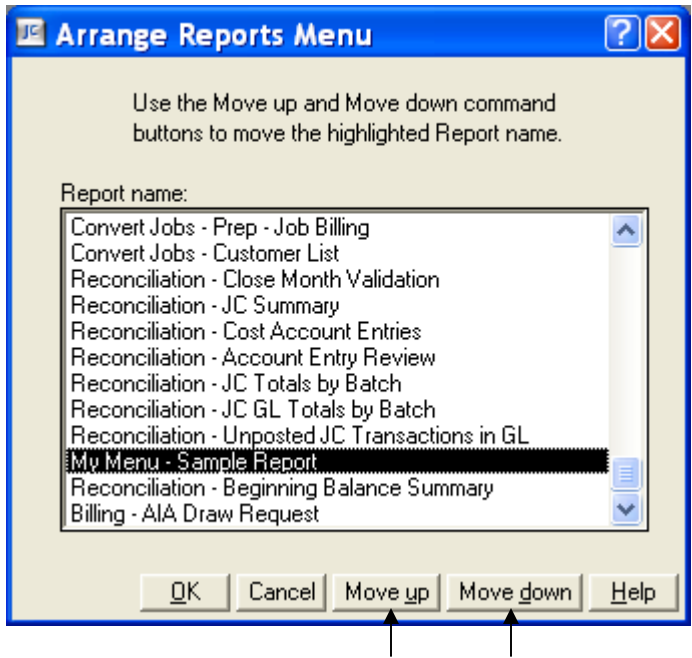 JC Arrange Reports Menu ?
Use the Move up and Move down command
buttons to move the highlighted Report name.
Report name:
Convert Jobs - Prep - Job Billing
Convert Jobs - Customer List
Reconciliation - Close Month Validation
Reconciliation - JC Summary
Reconciliation - Cost Account Entries
Reconciliation - Account Entry Review
Reconciliation - JC Totals by Batch
Reconciliation - JC GL Totals by Batch
Reconciliation - Unposted JC Transactions in GL
My Menu - Sample Report
Reconciliation - Beginning Balance Summary
Billing - AIA Draw Request
OK Cancel Move up Move down Help